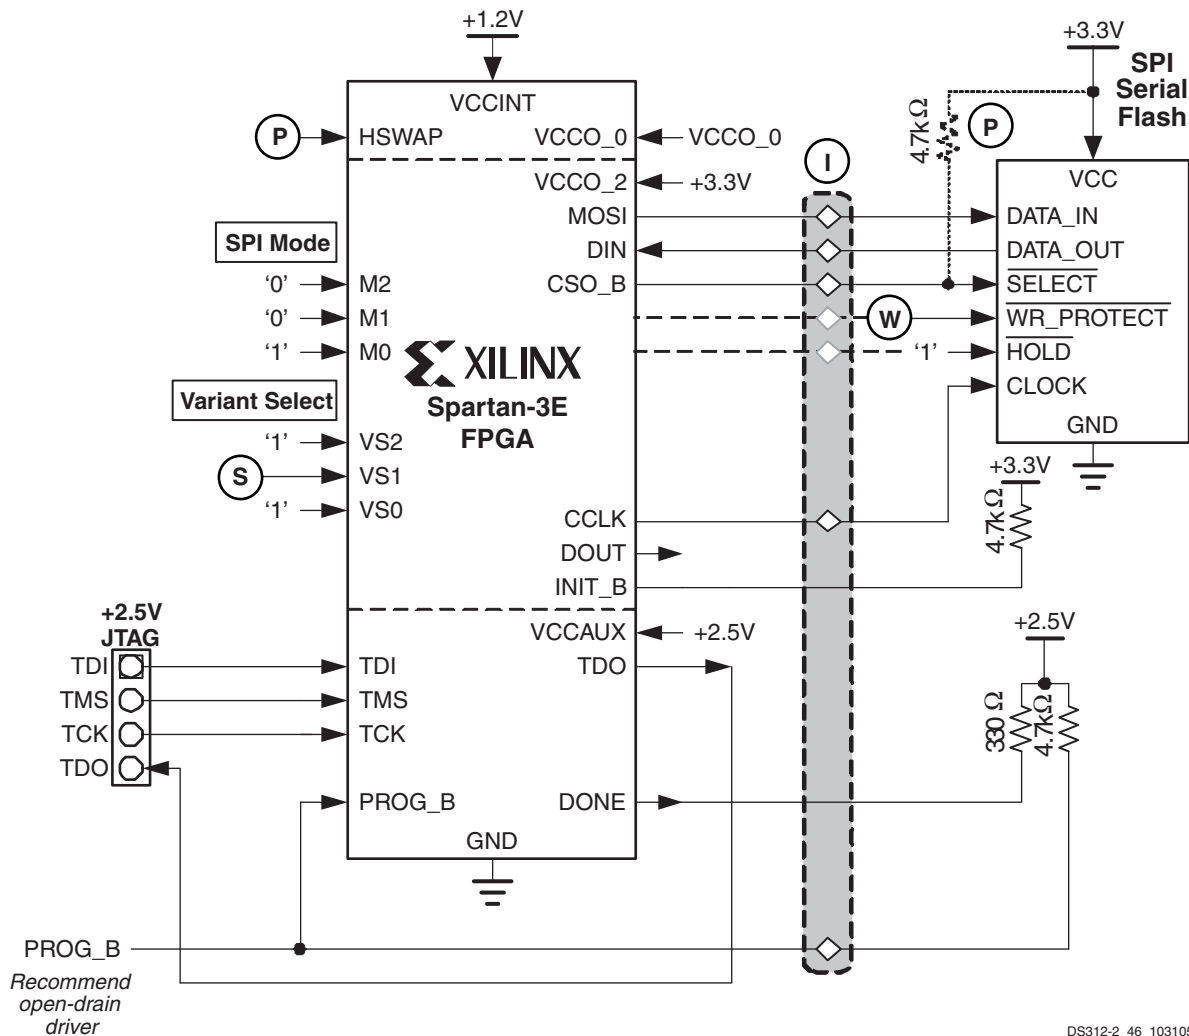 +1.2V
+3.3V
SPI
Serial
Flash
P
4.7kΩ
VCCINT
P
HSWAP
VCCO_0
VCCO_0
I
VCC
VCCO_2
+3.3V
MOSI
DATA_IN
SPI Mode
DIN
DATA_OUT
'0'
M2
CSO_B
SELECT
'0'
M1
W
WR_PROTECT
'1'
M0
'1'
HOLD
XILINX
CLOCK
Variant Select
Spartan-3E
FPGA
GND
'1'
VS2
S
VS1
+3.3V
'1'
VS0
CCLK
4.7kΩ
DOUT
INIT_B
+2.5V
JTAG
VCCAUX
+2.5V
+2.5V
TDI
TDI
TDO
TMS
TMS
TCK
TCK
330 Ω
4.7kΩ
TDO
PROG_B
DONE
GND
PROG_B
Recommend
open-drain
driver
DS312-2_46_103105